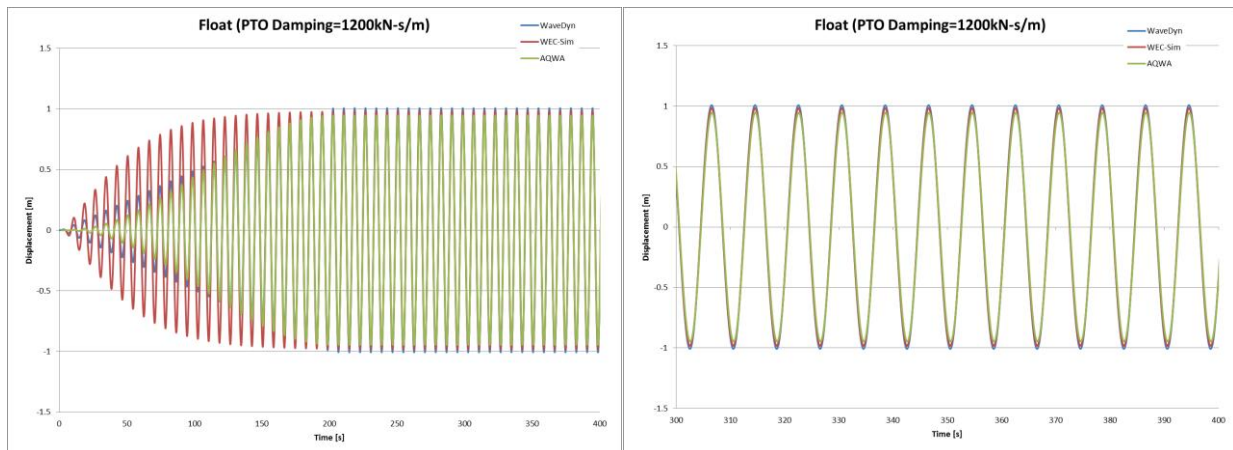 Float (PTO Damping=1200kN-s/m)
WaveDyn
WEC-Sim
AQWA
1.5
1
0.5
0
-0.5
-1
-1.5
Displacement [m]
0 50 100 150 200 250 300 350 400
Time [s]
Float (PTO Damping=1200kN-s/m)
WaveDyn
WEC-Sim
AQWA
1.5
1
0.5
0
-0.5
-1
-1.5
Displacement [m]
300 310 320 330 340 350 360 370 380 390 400
Time [s]